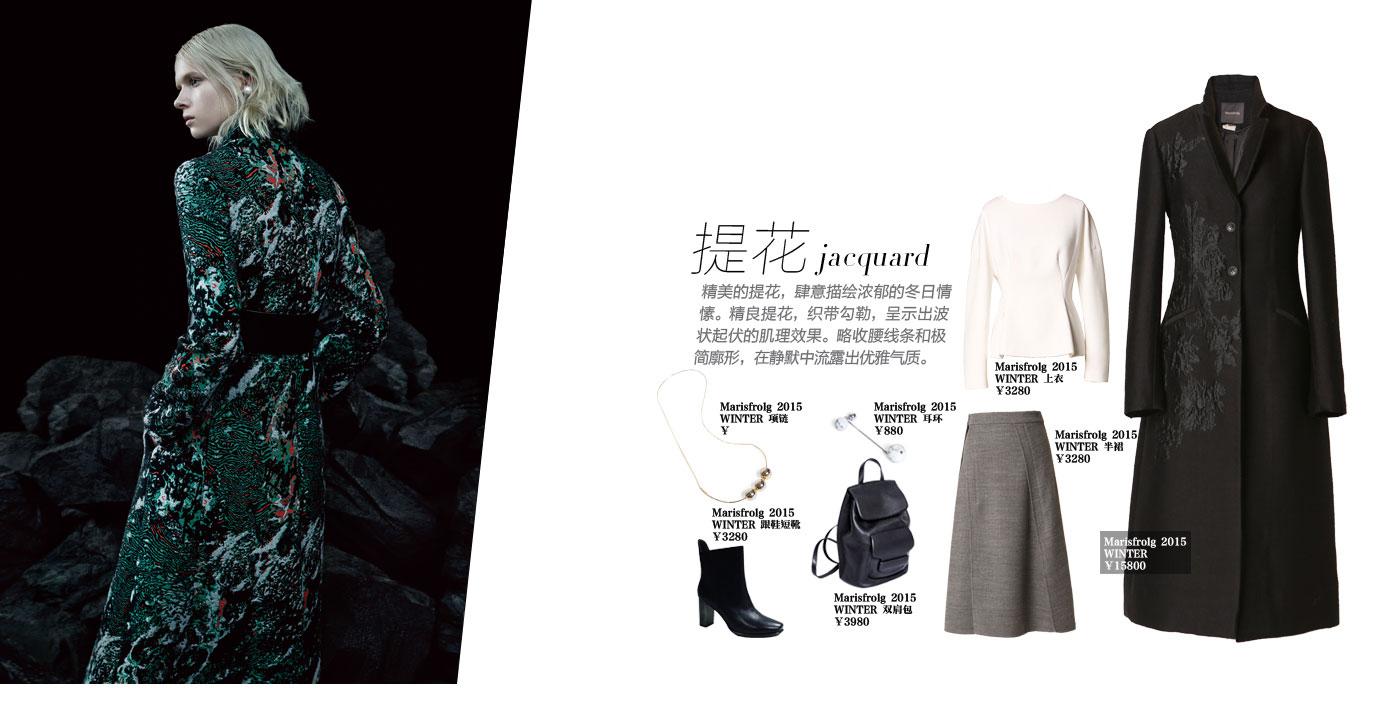 提花 jacquard
精美的提花，肆意描绘浓郁的冬日情
愫。精良提花，织带勾勒，呈示出波
状起伏的肌理效果。略收腰线条和极
简廓形，在静默中流露出优雅气质。
Marisfrolg 2015
WINTER 上衣
￥3280
Marisfrolg 2015
WINTER 项链
￥
Marisfrolg 2015
WINTER 耳环
￥880
Marisfrolg 2015
WINTER 半裙
￥3280
Marisfrolg 2015
WINTER 跟鞋短靴
￥3280
Marisfrolg 2015
WINTER
￥15800
Marisfrolg 2015
WINTER 双肩包
￥3980